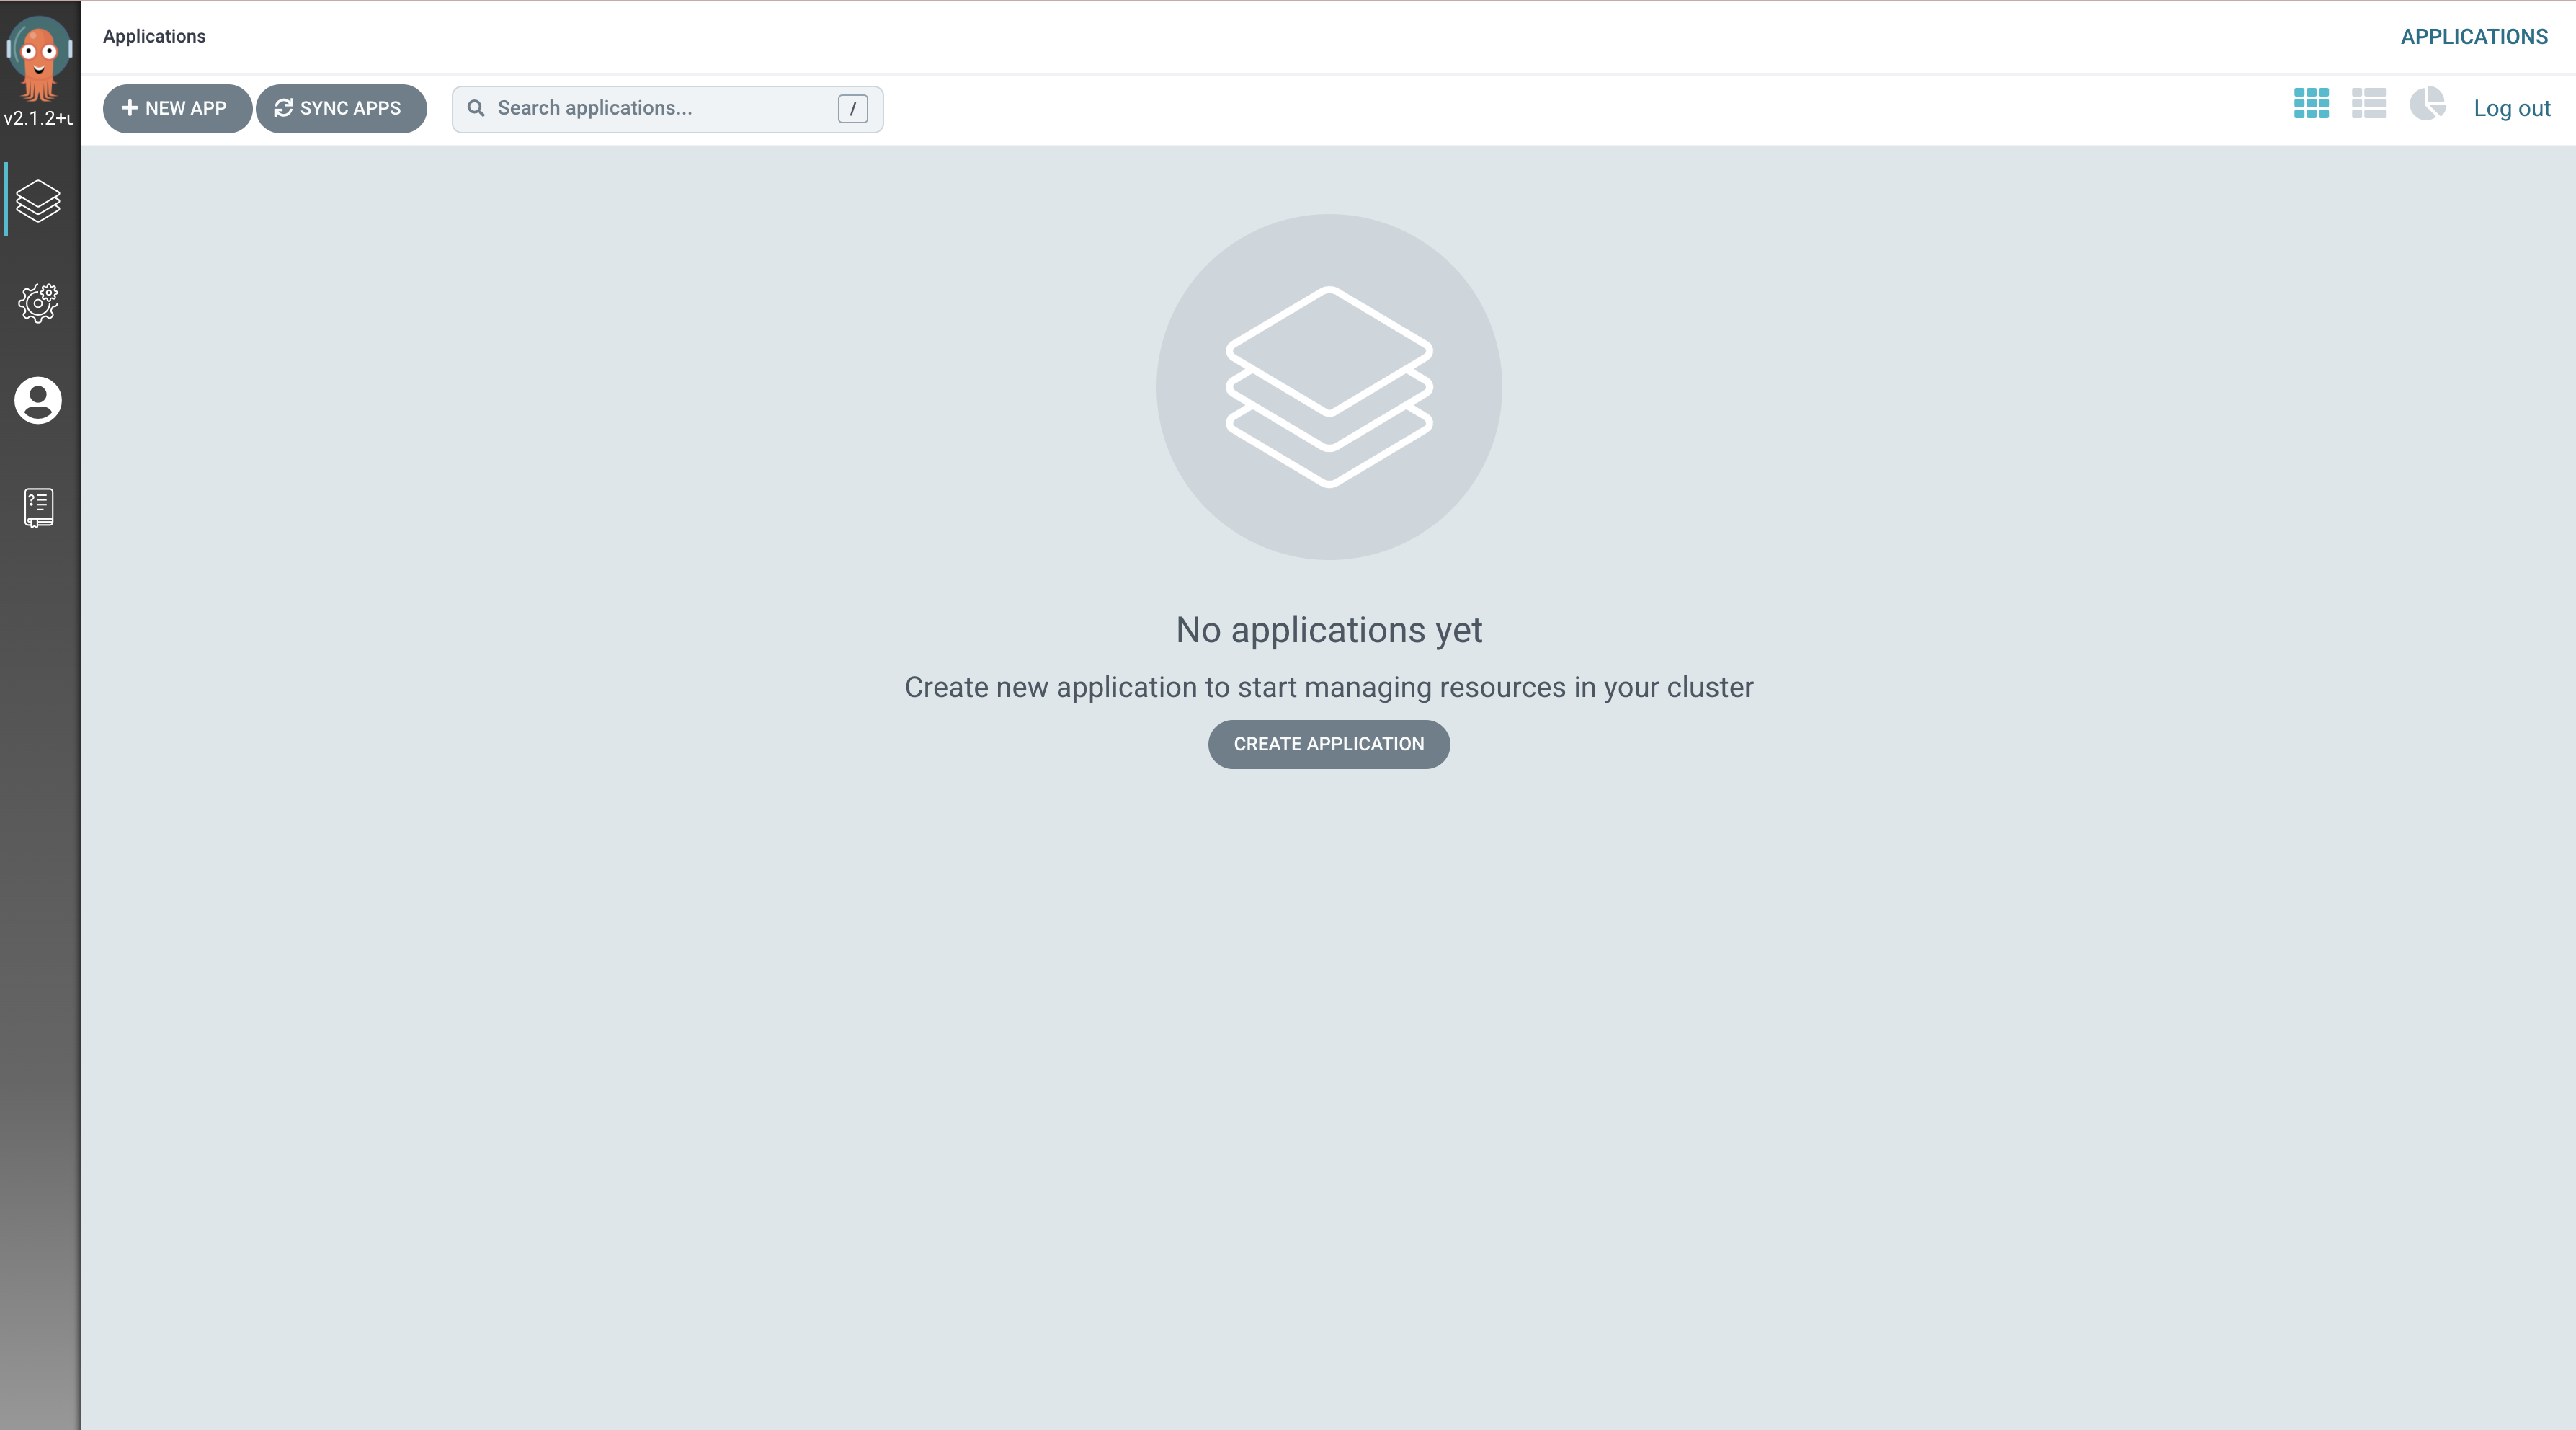 Applications
APPLICATIONS
v2.1.2+
NEW APP
SYNC APPS
Search applications...
/
Log out
No applications yet
Create new application to start managing resources in your cluster
CREATE APPLICATION